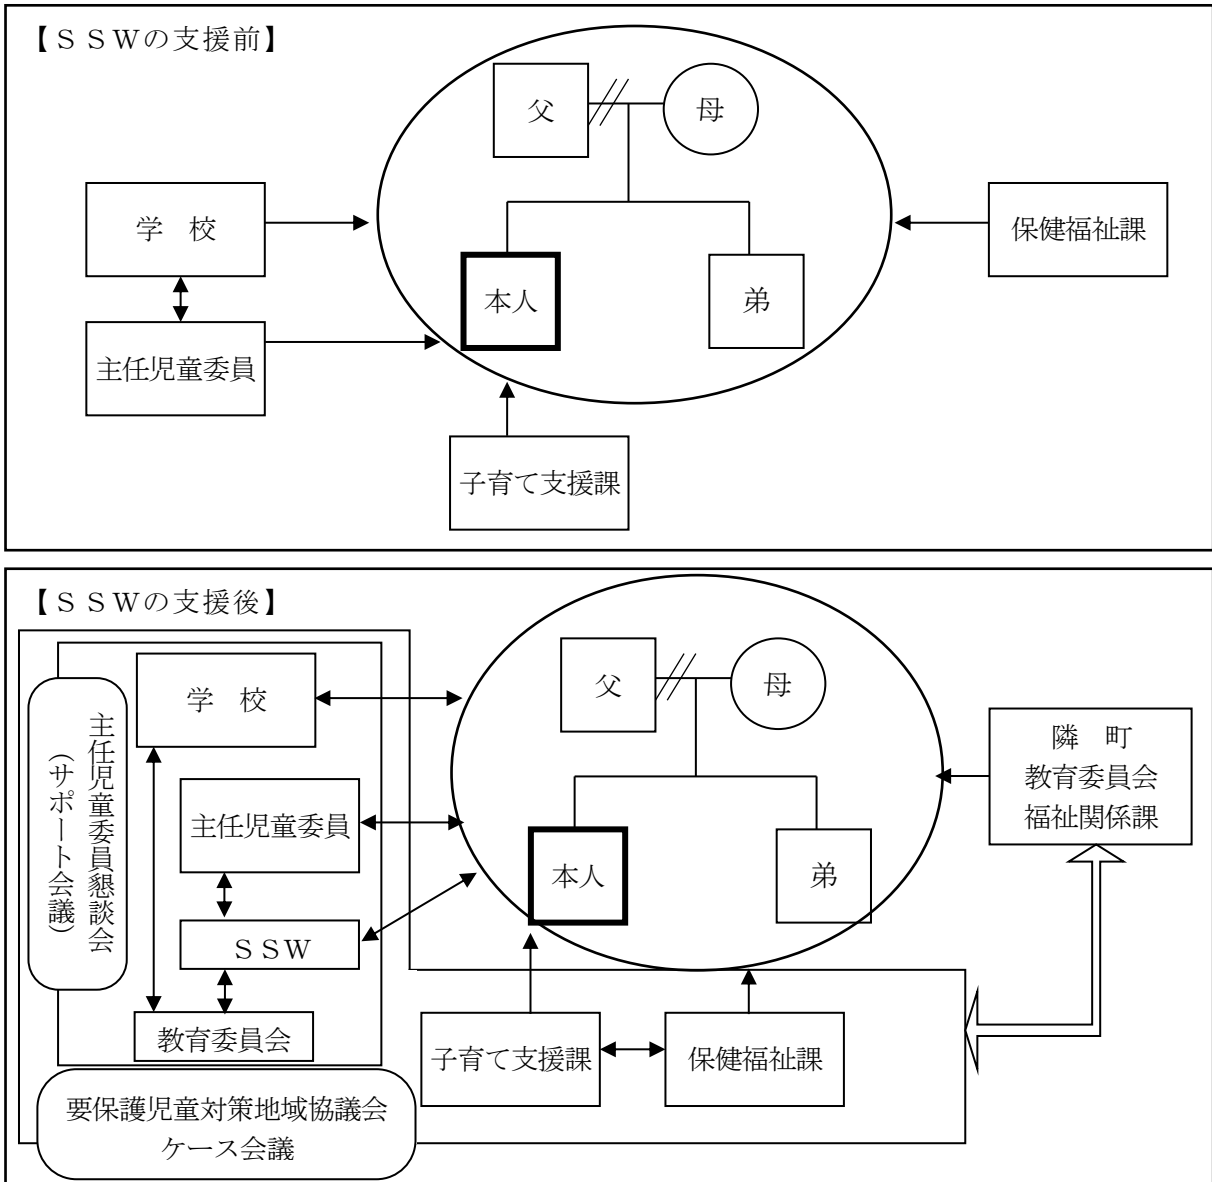 【ＳＳＷの支援前】
父
母
学　校
保健福祉課
本人
弟
主任児童委員
子育て支援課
【ＳＳＷの支援後】
学　校
父
母
主任児童委員懇談会
（サポート会議）
隣　町
教育委員会
福祉関係課
主任児童委員
本人
弟
ＳＳＷ
教育委員会
子育て支援課
保健福祉課
要保護児童対策地域協議会
ケース会議